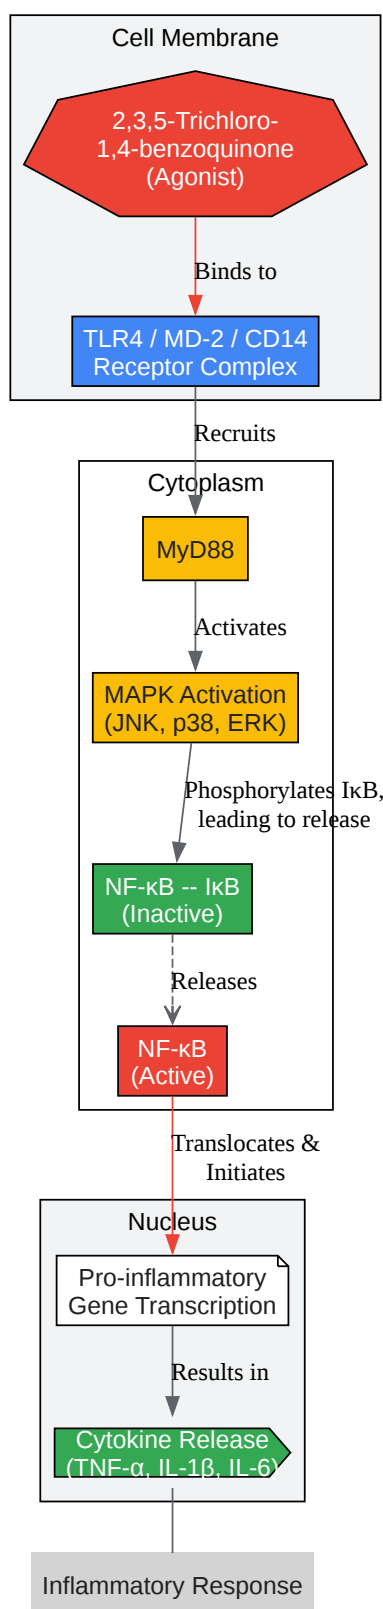 Cell Membrane
2,3,5-Trichloro-
1,4-benzoquinone
(Agonist)
Binds to
TLR4 / MD-2 / CD14
Receptor Complex
Recruits
Cytoplasm
MyD88
Activates
MAPK Activation
(JNK, p38, ERK)
Phosphorylates IκB,
leading to release
NF-κB -- IκB
(Inactive)
Releases
NF-κB
(Active)
Translocates &
Initiates
Nucleus
Pro-inflammatory
Gene Transcription
Results in
Cytokine Release
(TNF-α, IL-1β, IL-6)
Inflammatory Response